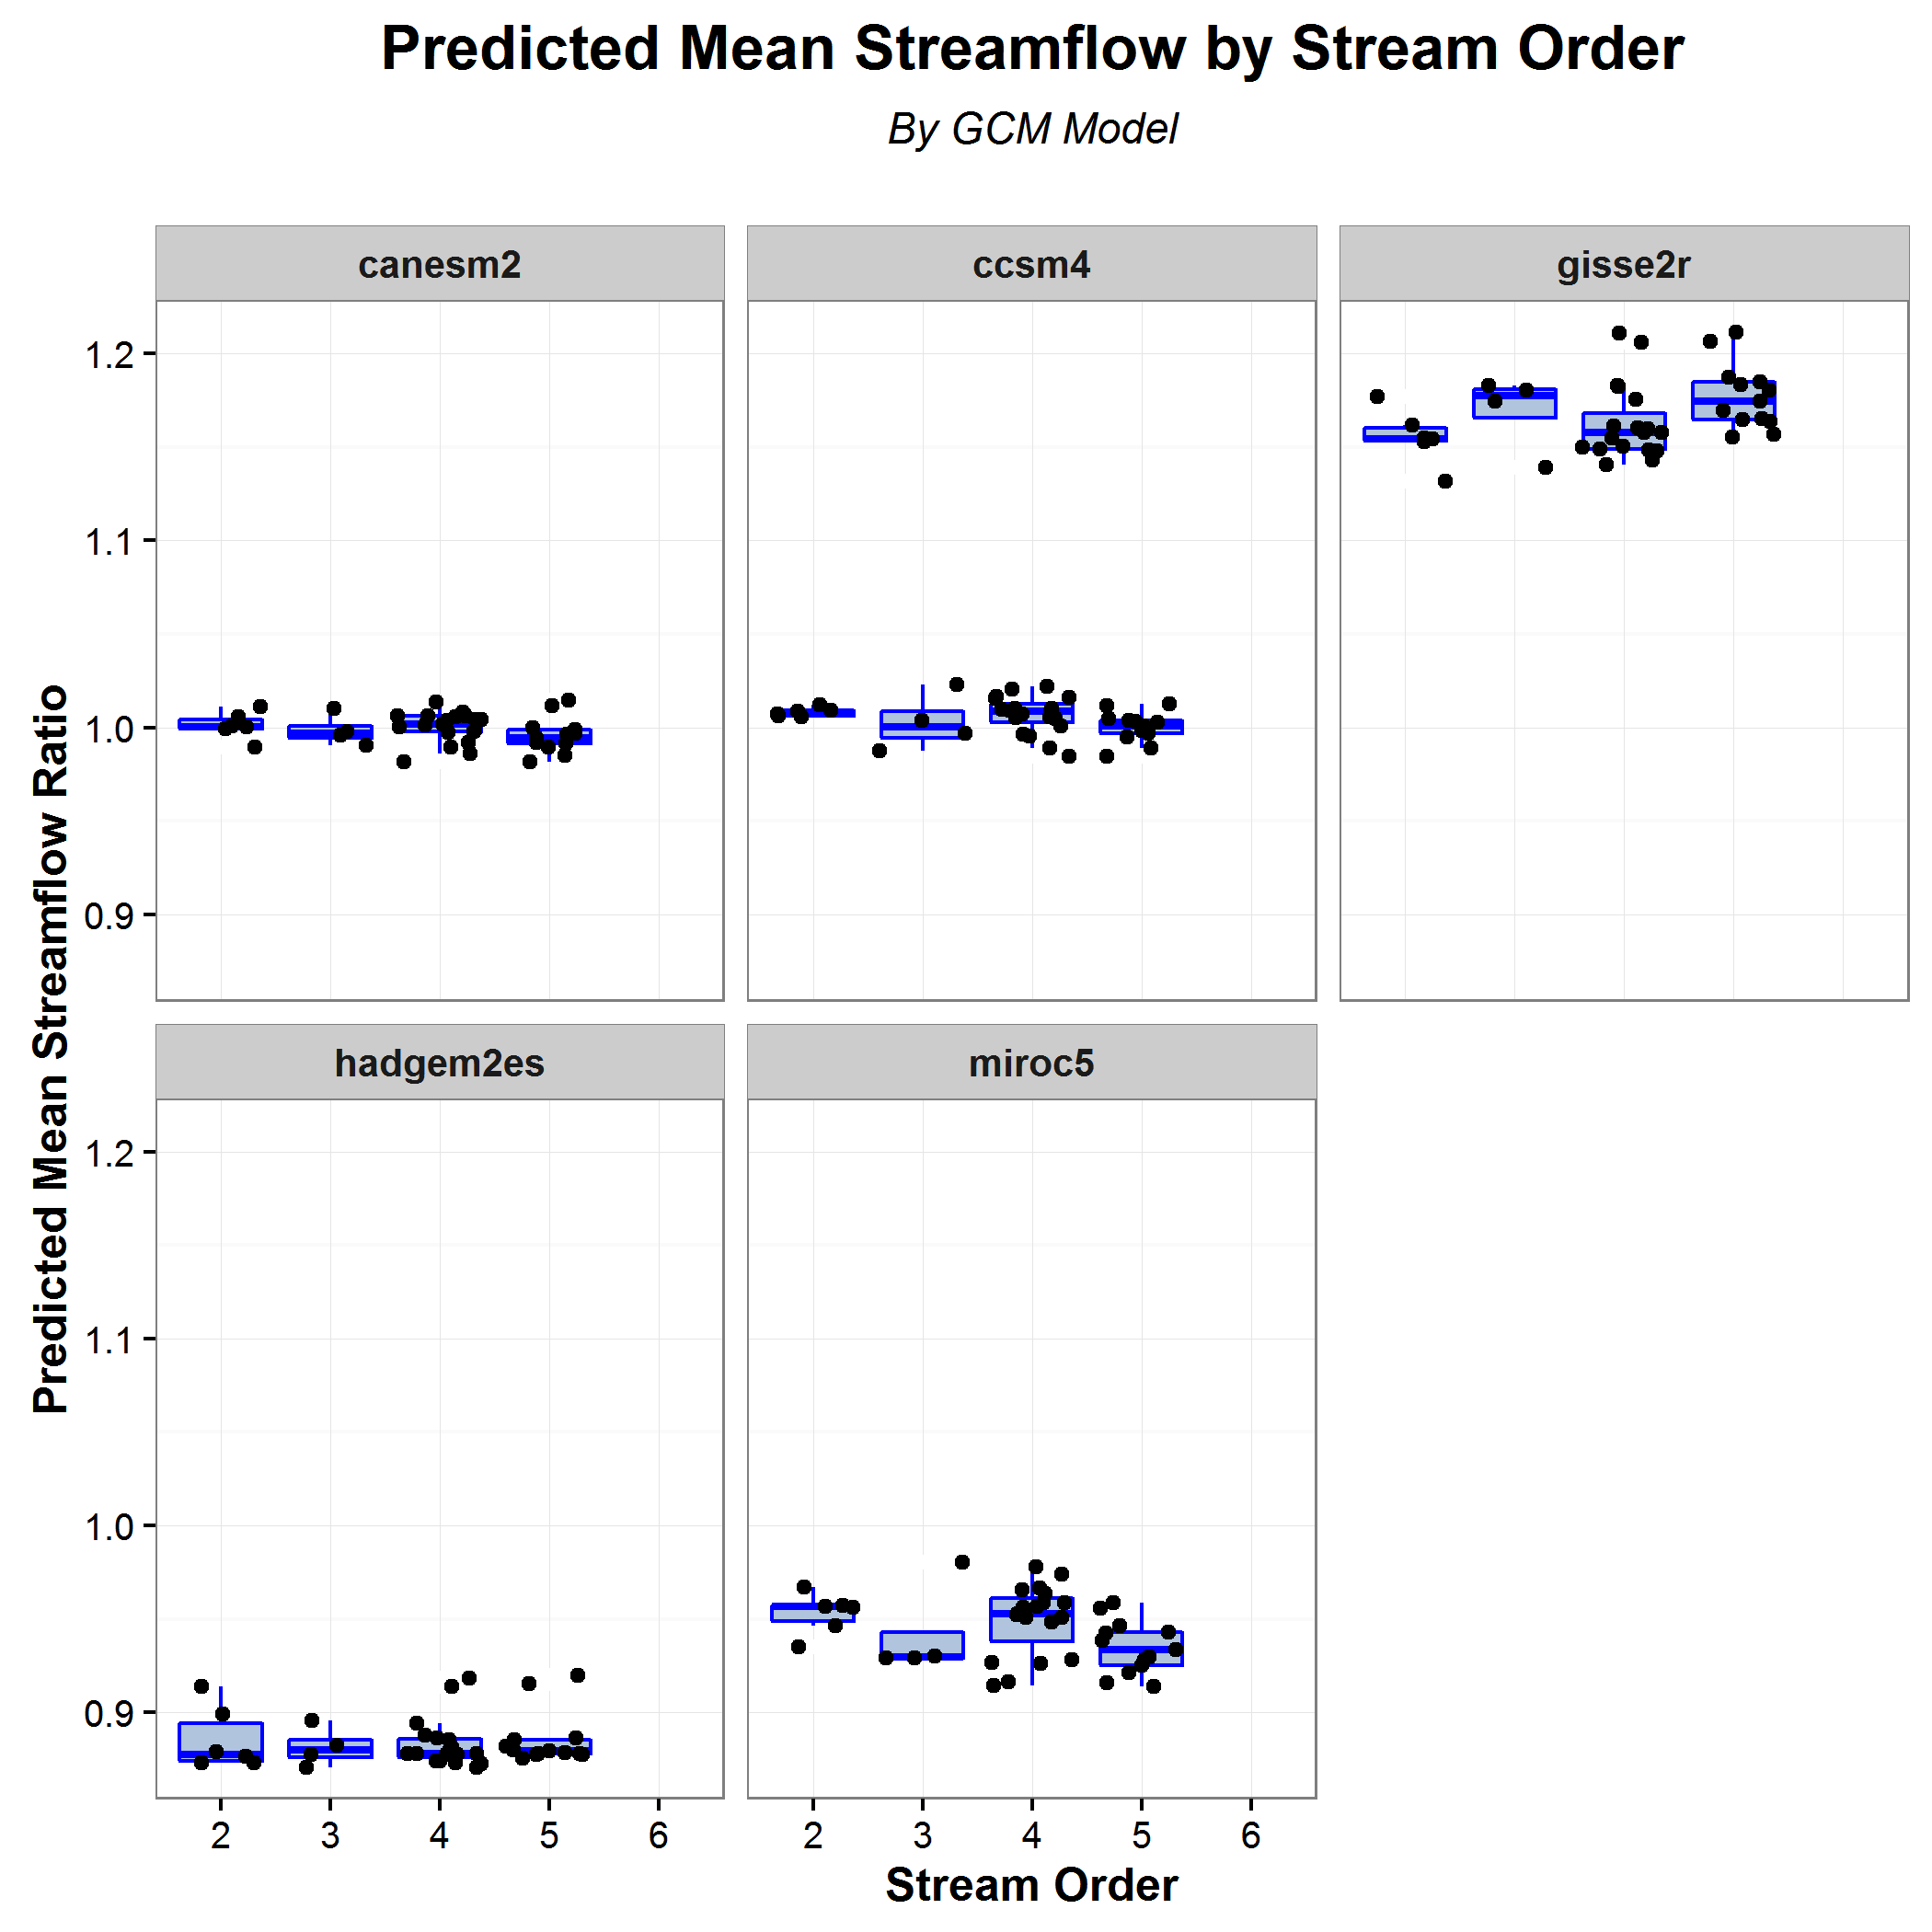 Predicted Mean Streamflow by Stream Order
By GCM Model
canesm2
ccsm4
gisse2r
1.2
1.1
1.0
0.9
Predicted Mean Streamflow Ratio
hadgem2es
miroc5
1.2
1.1
1.0
0.9
2 3 4 5 6
2 3 4 5 6
Stream Order